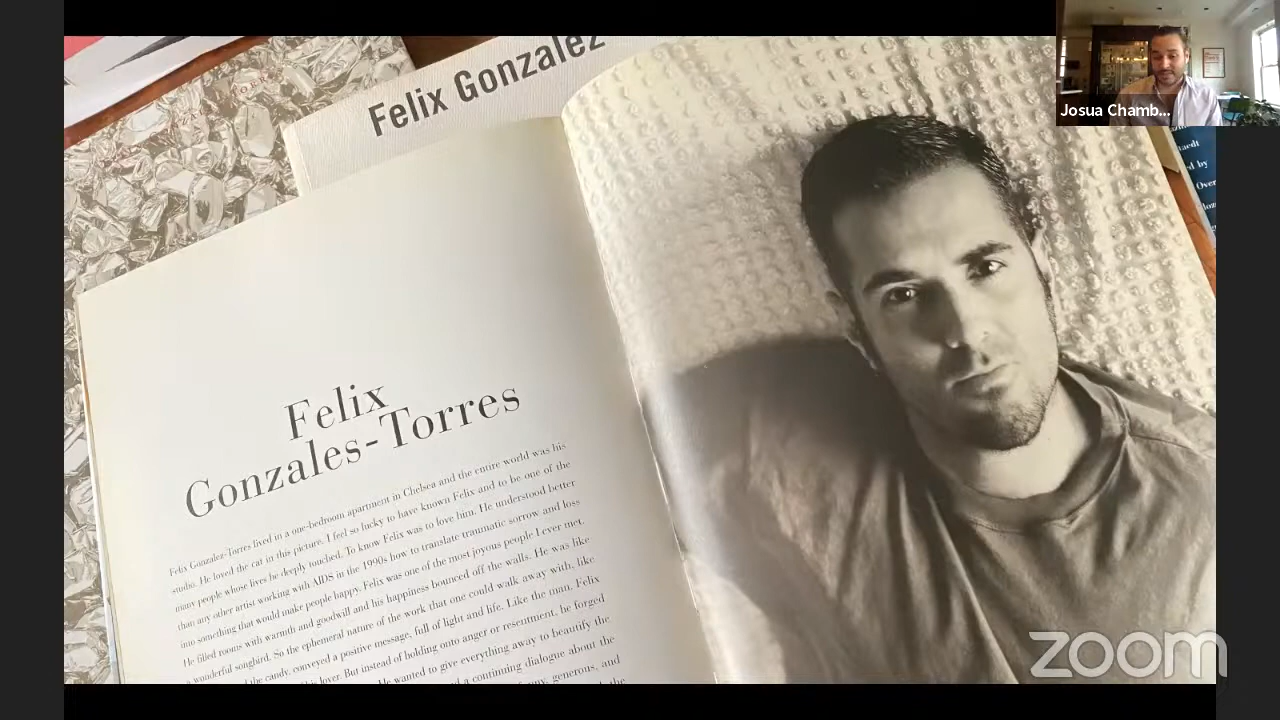 Felix Gonzalez
Josua Chamb...
Felix
Gonzales-Torres
Felix Gonzalez-Torres lived in a one-bedroom apartment in Chelsea and the entire world was his
studio. He loved the cat in this picture. I feel so lucky to have known Felix and to be one of the
many people whose lives he deeply touched. To know Felix was to love him. He understood better
than any other artist working with AIDS in the 1990s how to translate traumatic sorrow and loss
into something that would make people happy. Felix was one of the most joyous people I ever met.
He filled rooms with warmth and goodwill and his happiness bounced off the walls. He was like
a wonderful songbird. So the ephemeral nature of the work that one could walk away with, like
the candy, conveyed a positive message, full of light and life. Like the man, Felix
his lover. But instead of holding onto anger or resentment, he forged
He wanted to give everything away to beautify the
a continuing dialogue about the
generous, and
the
d by
Over
zoom